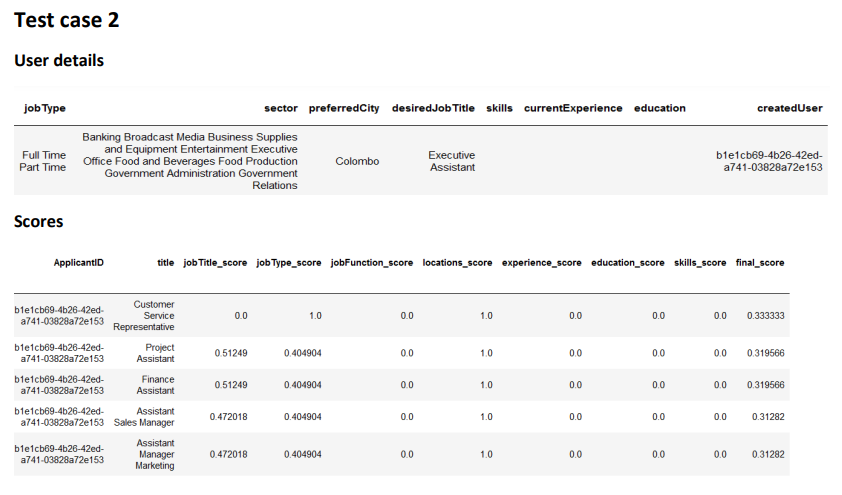 Test case 2
User details
jobType sector preferredCity desiredJobTitle skills currentExperience education createdUser
Full Time
Part Time
Banking Broadcast Media Business Supplies
and Equipment Entertainment Executive
Office Food and Beverages Food Production
Government Administration Government
Relations
Colombo
Executive
Assistant
b1e1cb69-4b26-42ed-
a741-03828a72e153
Scores
ApplicantID title jobTitle_score jobType_score jobFunction_score locations_score experience_score education_score skills_score final_score
b1e1cb69-4b26-42ed-
a741-03828a72e153
Customer
Service
Representative
0.0 1.0 0.0 1.0 0.0 0.0 0.0 0.333333
b1e1cb69-4b26-42ed-
a741-03828a72e153
Project
Assistant
0.51249 0.404904 0.0 1.0 0.0 0.0 0.0 0.319566
b1e1cb69-4b26-42ed-
a741-03828a72e153
Finance
Assistant
0.51249 0.404904 0.0 1.0 0.0 0.0 0.0 0.319566
b1e1cb69-4b26-42ed-
a741-03828a72e153
Assistant
Sales Manager
0.472018 0.404904 0.0 1.0 0.0 0.0 0.0 0.31282
b1e1cb69-4b26-42ed-
a741-03828a72e153
Assistant
Manager
Marketing
0.472018 0.404904 0.0 1.0 0.0 0.0 0.0 0.31282